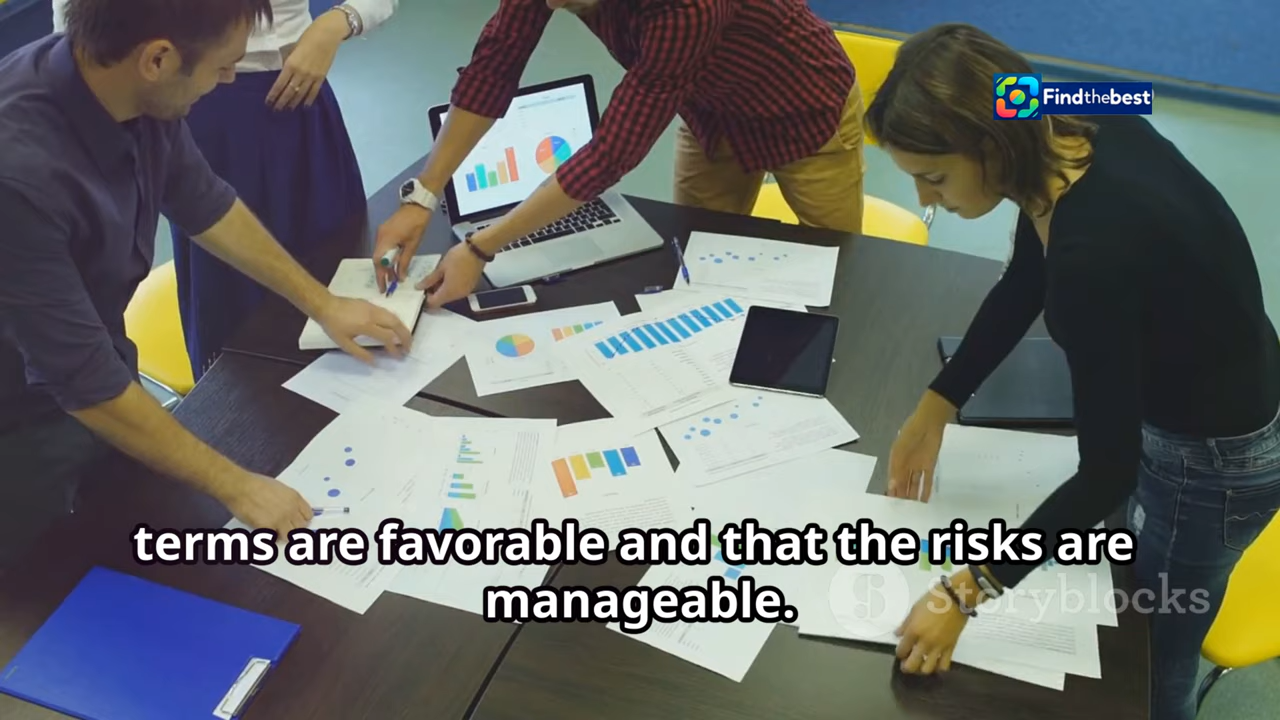 Findthebest
terms are favorable and that the risks are
manageable.
Storyblocks